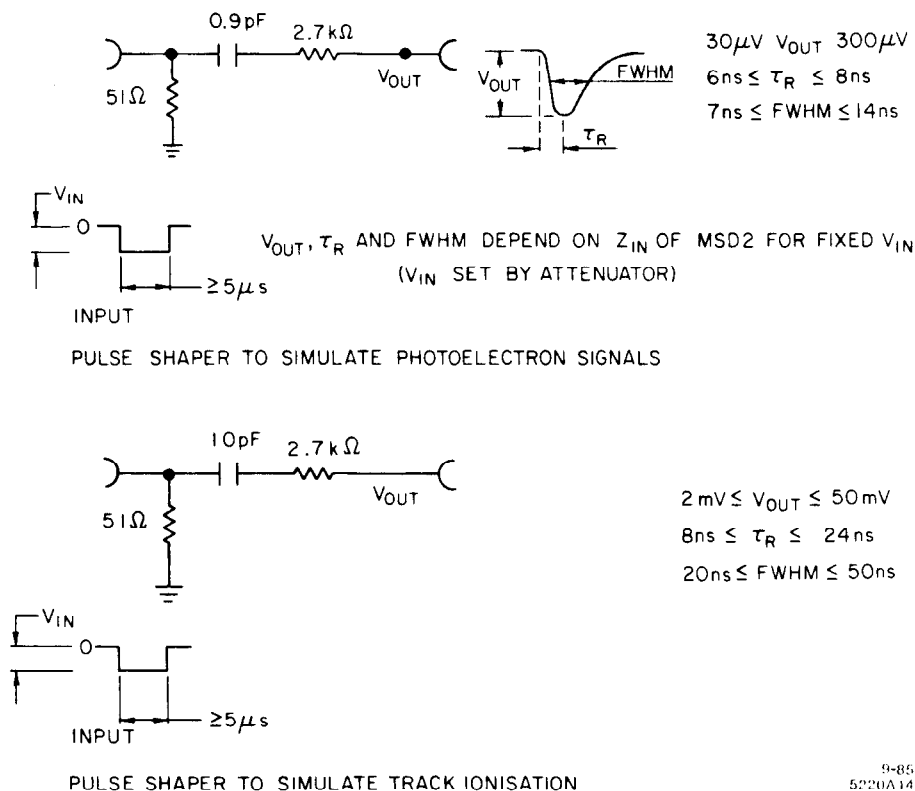 0.9pF
2.7kΩ
51Ω
VOUT
VOUT
FWHM
τR
30μV VOUT 300μV
6ns ≤ τR ≤ 8ns
7ns ≤ FWHM ≤ 14ns
VIN
0
≥5μs
INPUT
VOUT, τR AND FWHM DEPEND ON ZIN OF MSD2 FOR FIXED VIN
(VIN SET BY ATTENUATOR)
PULSE SHAPER TO SIMULATE PHOTOELECTRON SIGNALS
10pF
2.7kΩ
51Ω
VOUT
2mV ≤ VOUT ≤ 50mV
8ns ≤ τR ≤ 24ns
20ns ≤ FWHM ≤ 50ns
VIN
0
≥5μs
INPUT
PULSE SHAPER TO SIMULATE TRACK IONISATION
9-85
5220A14